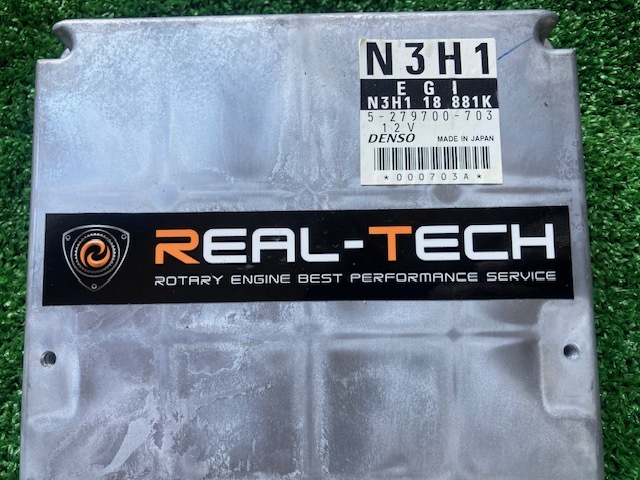 N3H1
EGI
N3H1 18 881K
5-279700-703
12V
DENSO MADE IN JAPAN
*000703A*
REAL-TECH
ROTARY ENGINE BEST PERFORMANCE SERVICE